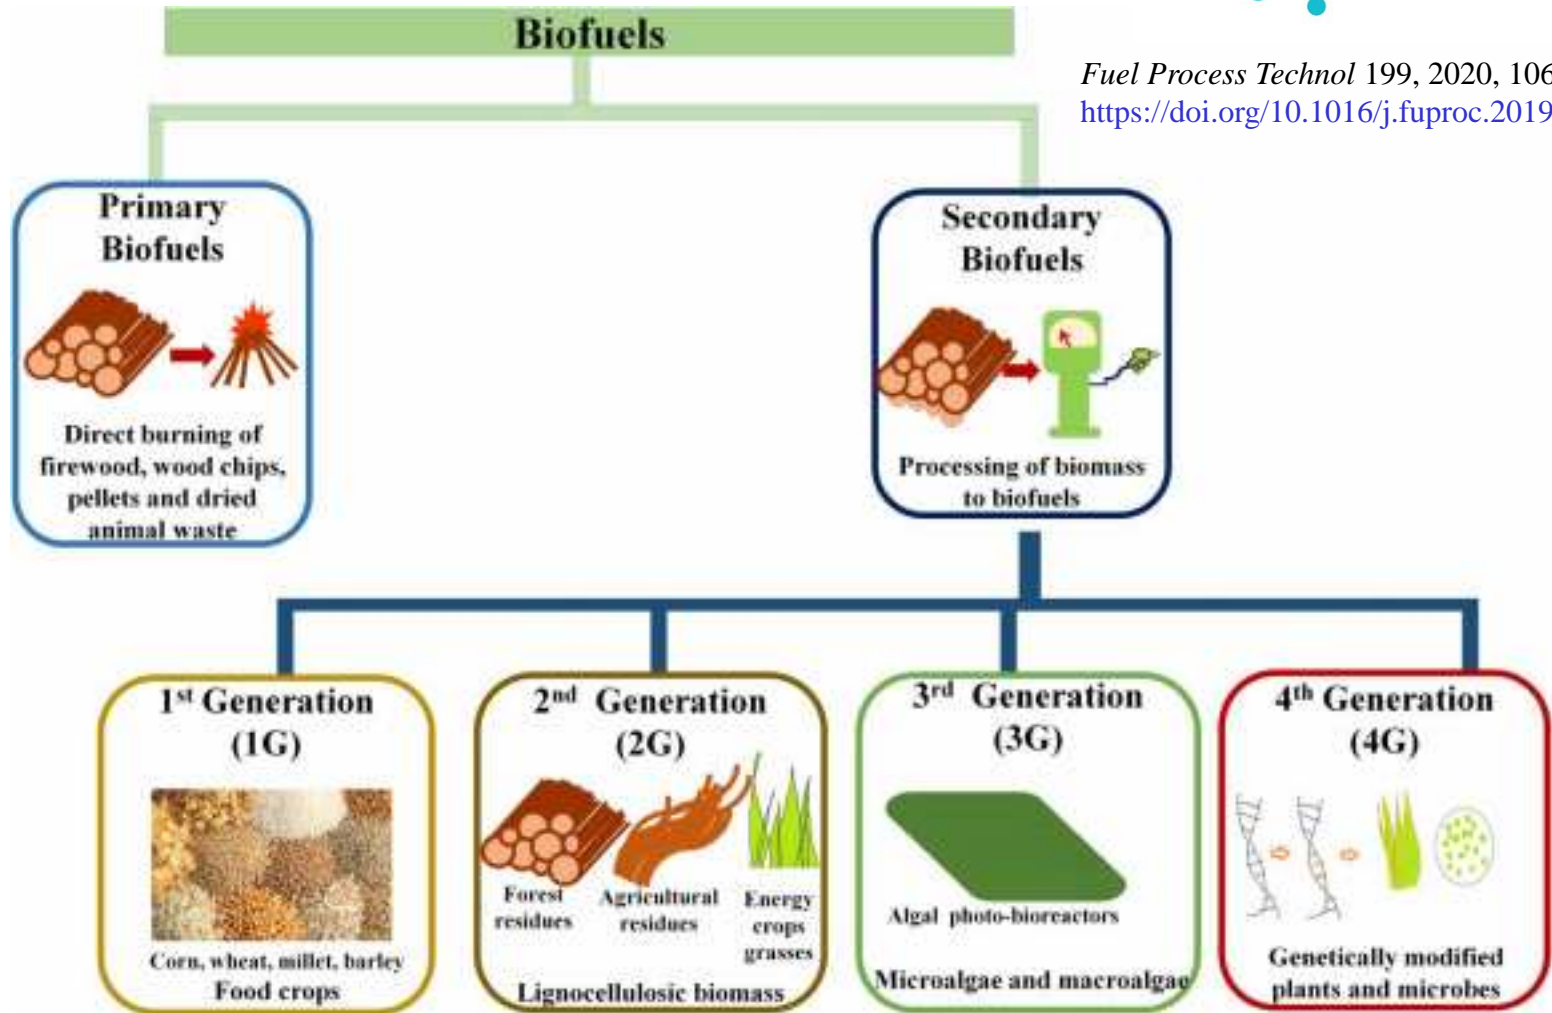 Biofuels
Fuel Process Technol 199, 2020, 106
https://doi.org/10.1016/j.fuproc.2019
Primary
Biofuels
Direct burning of
firewood, wood chips,
pellets and dried
animal waste
Secondary
Biofuels
Processing of biomass
to biofuels
1st Generation
(1G)
Corn, wheat, millet, barley
Food crops
2nd Generation
(2G)
Forest
residues
Agricultural
residues
Energy
crops
grasses
Lignocellulosic biomass
3rd Generation
(3G)
Algal photo-bioreactors
Microalgae and macroalgae
4th Generation
(4G)
Genetically modified
plants and microbes